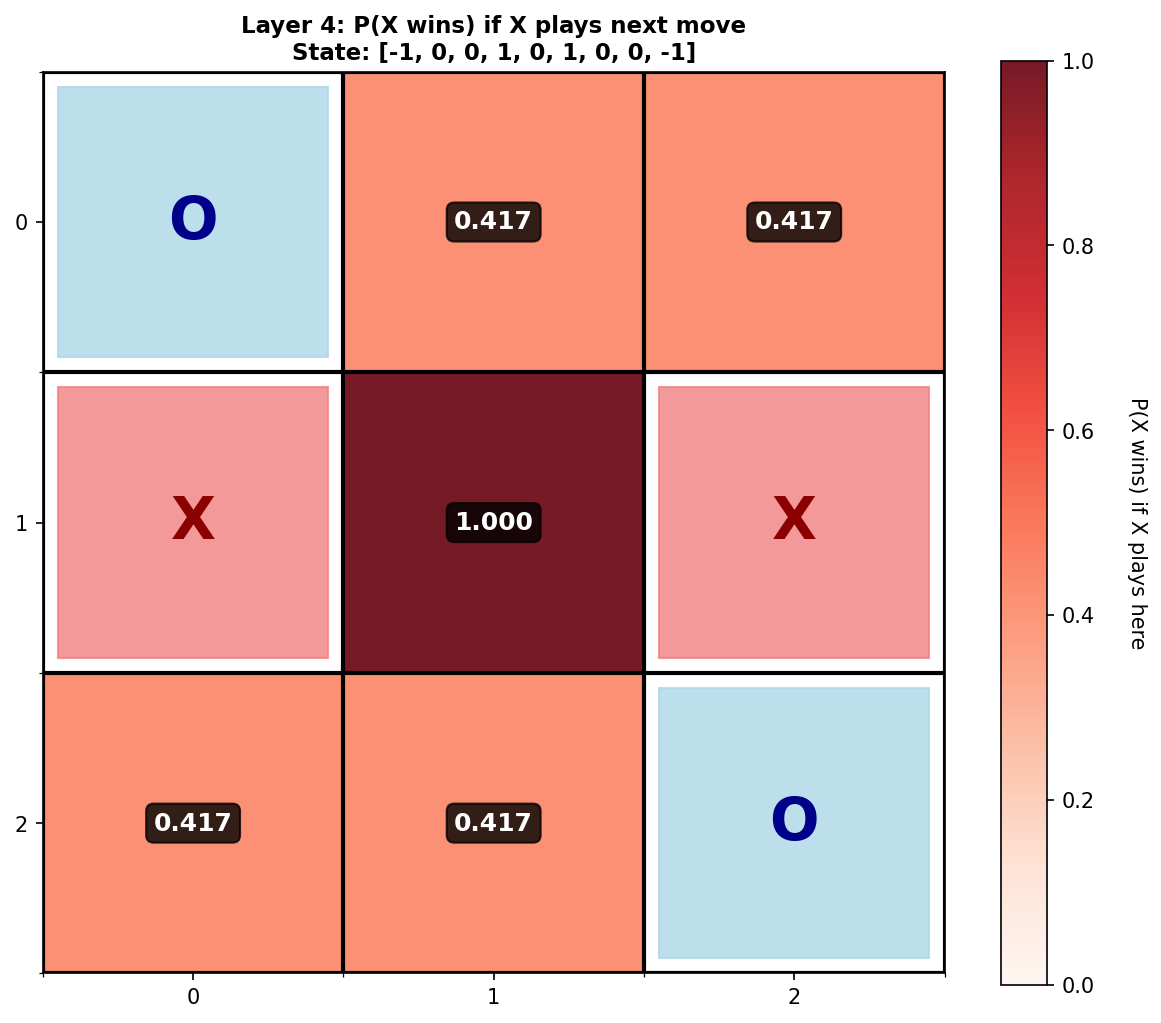 Layer 4: P(X wins) if X plays next move
State: [-1, 0, 0, 1, 0, 1, 0, 0, -1]
0
O
0.417
0.417
1
X
1.000
X
2
0.417
0.417
O
0
1
2
1.0
0.8
0.6
0.4
0.2
0.0
P(X wins) if X plays here